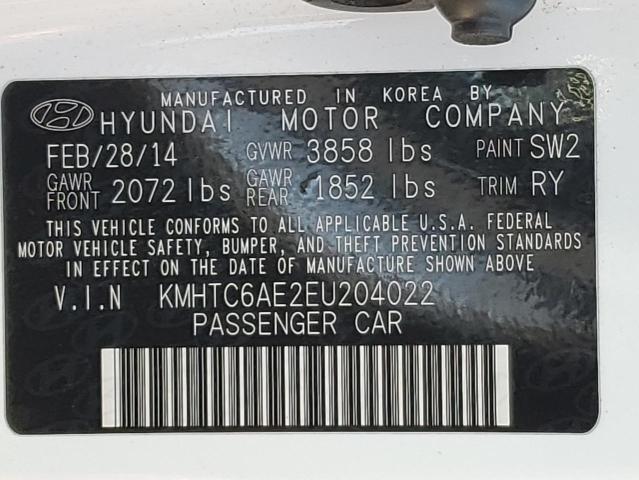 MANUFACTURED IN KOREA BY
HYUNDAI MOTOR COMPANY
FEB/28/14 GVWR 3858 lbs PAINT SW2
GAWR FRONT 2072 lbs GAWR REAR 1852 lbs TRIM RY
THIS VEHICLE CONFORMS TO ALL APPLICABLE U.S.A. FEDERAL
MOTOR VEHICLE SAFETY, BUMPER, AND THEFT PREVENTION STANDARDS
IN EFFECT ON THE DATE OF MANUFACTURE SHOWN ABOVE.
V.I.N KMHTC6AE2EU204022
PASSENGER CAR